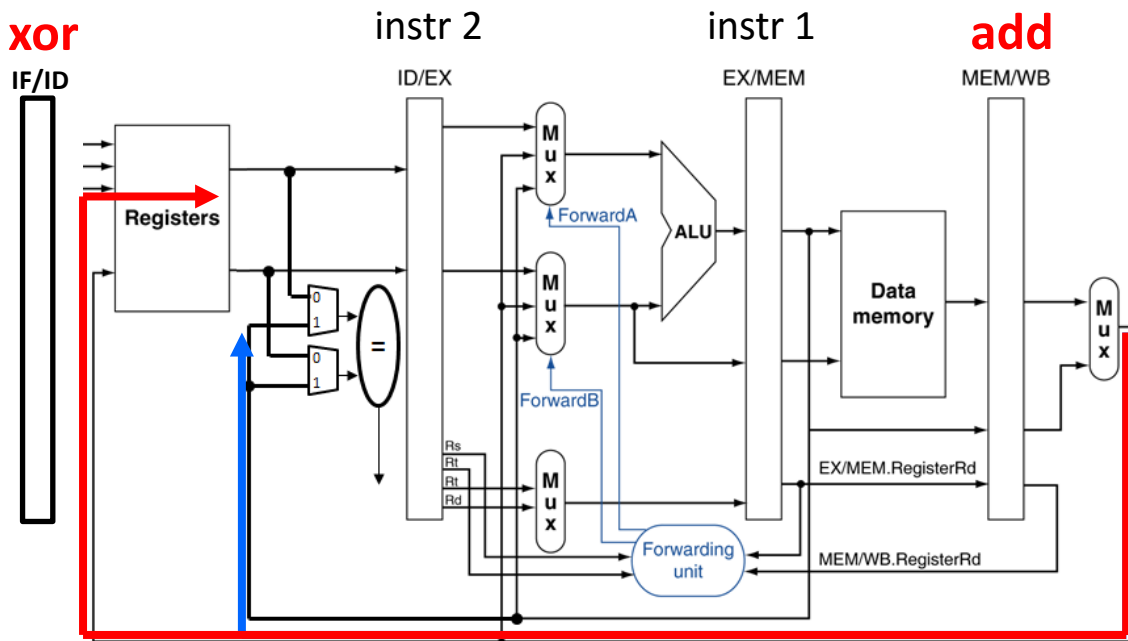 xor
instr 2
instr 1
add
IF/ID
ID/EX
EX/MEM
MEM/WB
M
u
x
Registers
ForwardA
ALU
M
u
x
Data
memory
M
u
x
0
1
0
1
=
ForwardB
Rs
Rt
Rt
Rd
M
u
x
EX/MEM.RegisterRd
Forwarding
unit
MEM/WB.RegisterRd